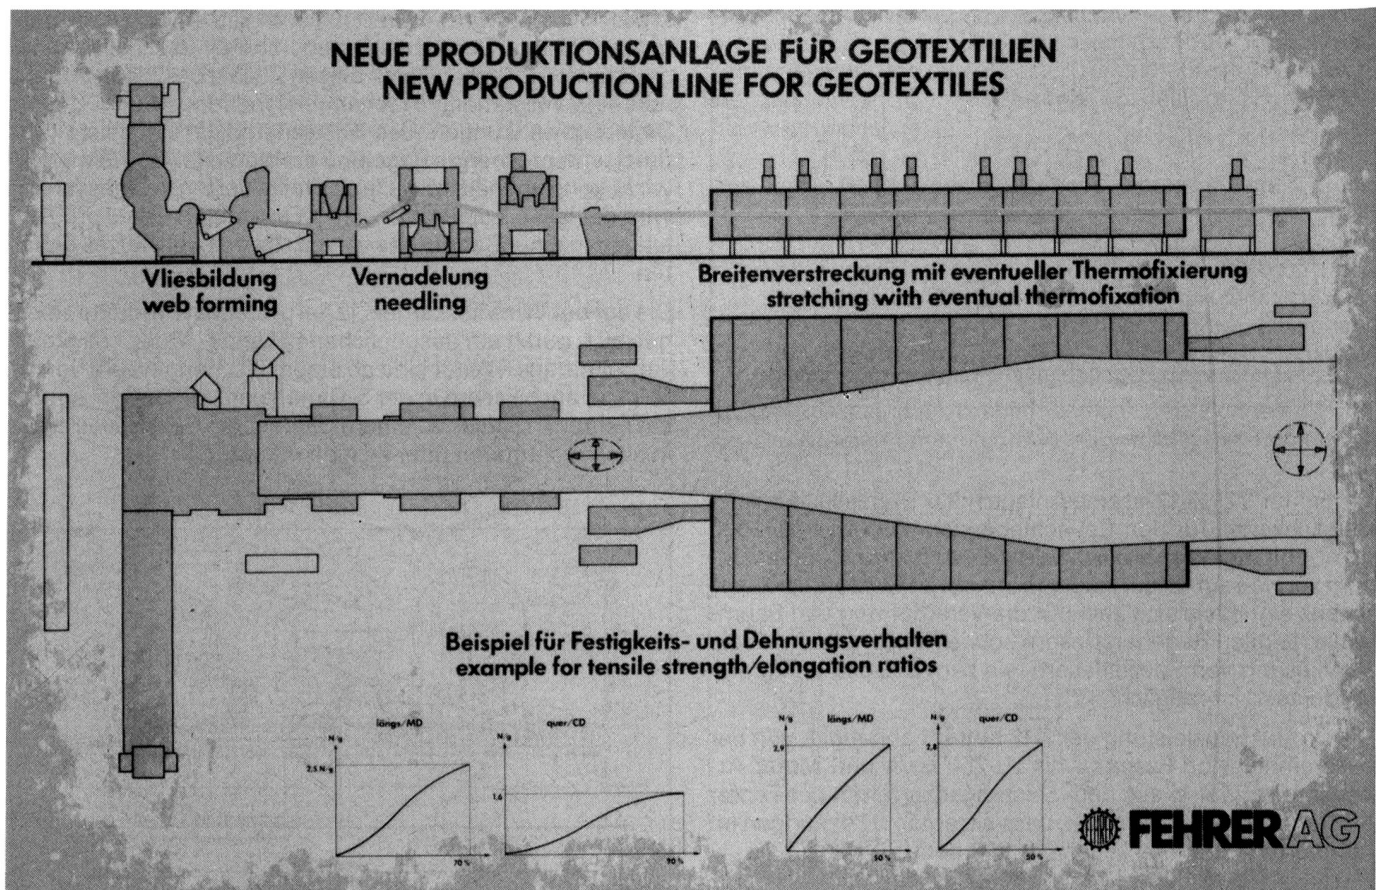 NEUE PRODUKTIONSANLAGE FÜR GEOTEXTILIEN
NEW PRODUCTION LINE FOR GEOTEXTILES
Vliesbildung
web forming
Vernadelung
needling
Breitenverstreckung mit eventueller Thermofixierung
stretching with eventual thermofixation
Beispiel für Festigkeits- und Dehnungsverhalten
example for tensile strength/elongation ratios
längs/MD
N/g
2,5 N/g
70 %
quer/CD
N/g
1,6
90 %
längs/MD
N/g
2,9
50 %
quer/CD
N/g
2,8
50 %
FEHRER
FEHRER AG